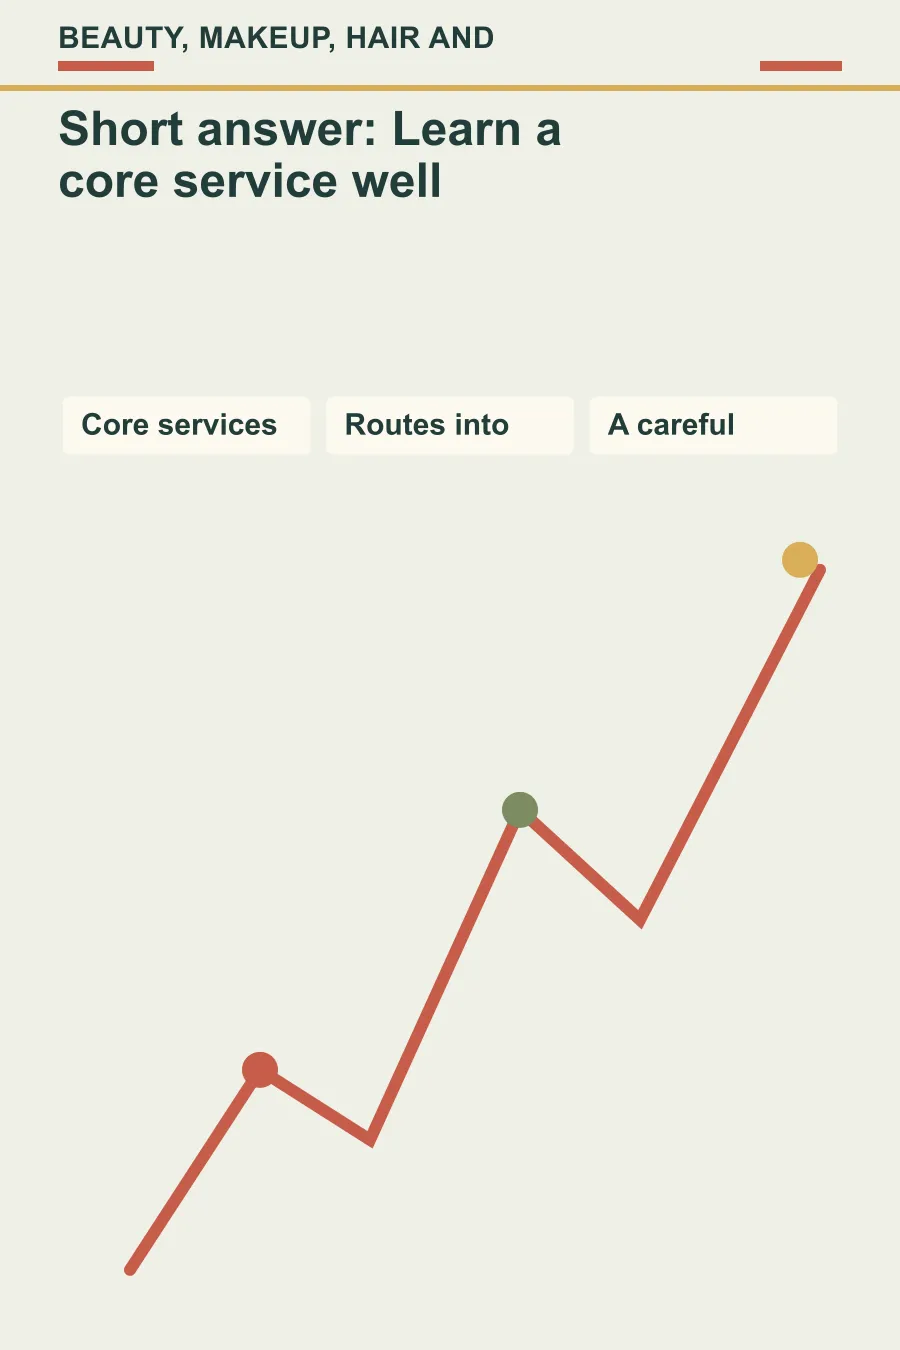 BEAUTY, MAKEUP, HAIR AND
Short answer: Learn a
core service well
Core services
Routes into
A careful